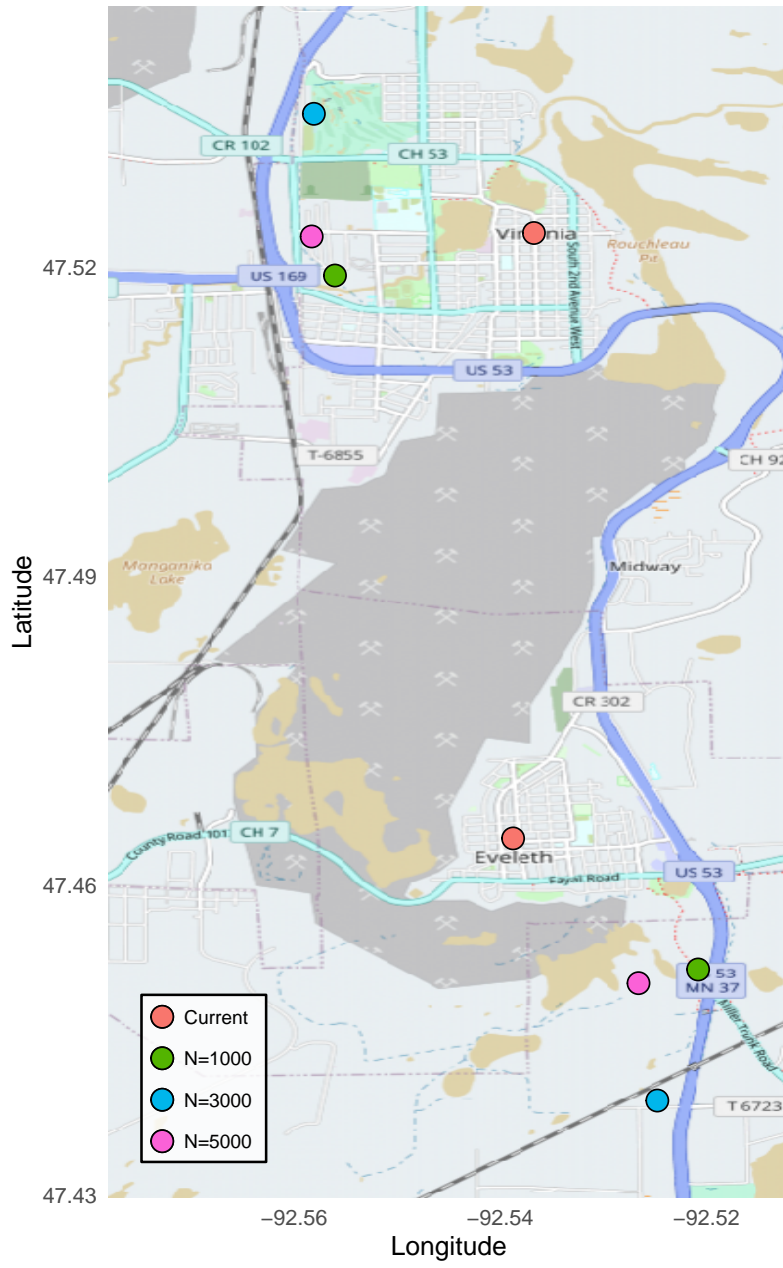 CR 102
CH 53
Virginia
Rouchleau
Pit
South 2nd Avenue West
47.52
US 169
US 53
T-6855
CH 92
Manganika
Lake
47.49
Midway
Latitude
CR 302
County Road 101
CH 7
Eveleth
US 53
Fayal Road
47.46
53
MN 37
Miller Trunk Road
Current
N=1000
N=3000
N=5000
T 6723
47.43
−92.56
−92.54
−92.52
Longitude